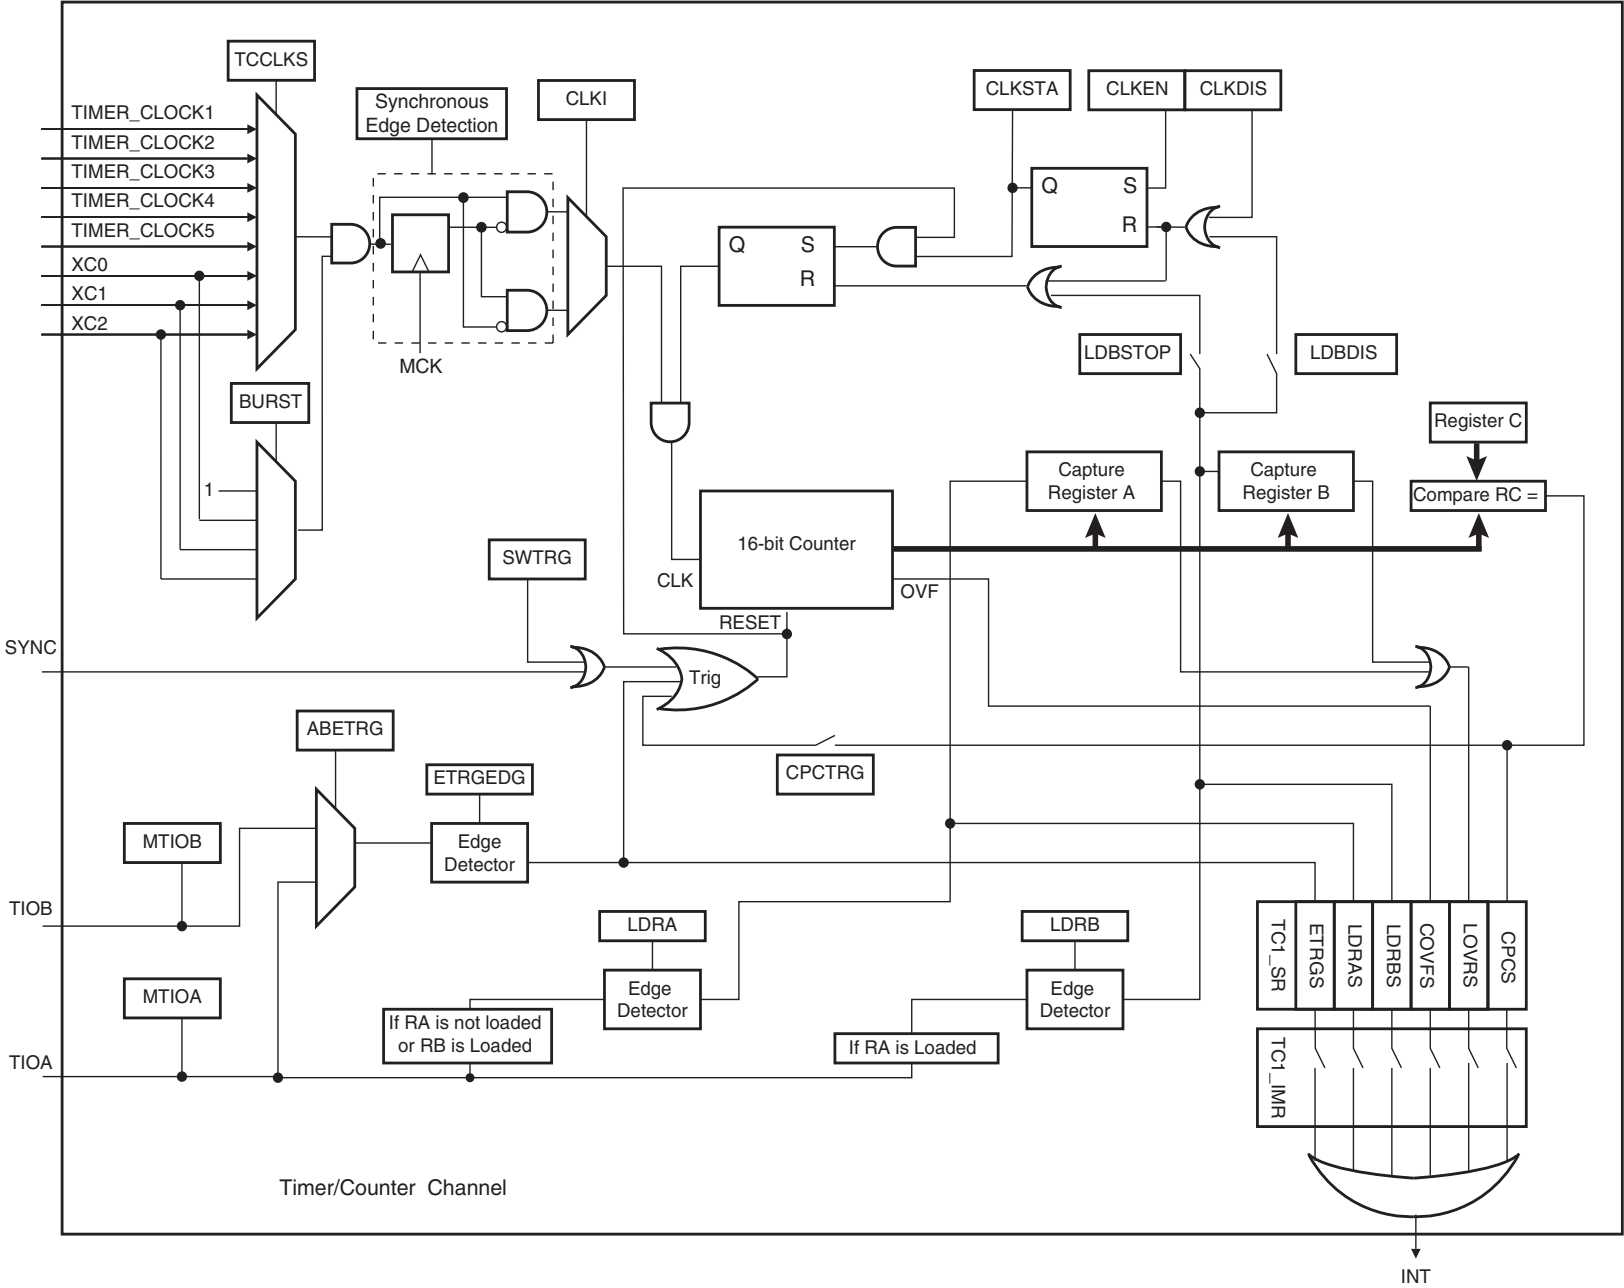 TCCLKS
TIMER_CLOCK1
TIMER_CLOCK2
TIMER_CLOCK3
TIMER_CLOCK4
TIMER_CLOCK5
XC0
XC1
XC2
Synchronous
Edge Detection
CLKI
MCK
BURST
1
CLKSTA
CLKEN
CLKDIS
Q
S
R
Q
S
R
LDBSTOP
LDBDIS
Register C
Capture
Register A
Capture
Register B
Compare RC =
16-bit Counter
CLK
OVF
RESET
SWTRG
SYNC
Trig
ABETRG
CPCTRG
ETRGEDG
MTIOB
Edge
Detector
TIOB
MTIOA
TIOA
LDRA
Edge
Detector
If RA is not loaded
or RB is Loaded
LDRB
Edge
Detector
If RA is Loaded
TC1_SR
ETRGS
LDRAS
LDRBS
COVFS
LOVRS
CPCS
TC1_IMR
Timer/Counter Channel
INT